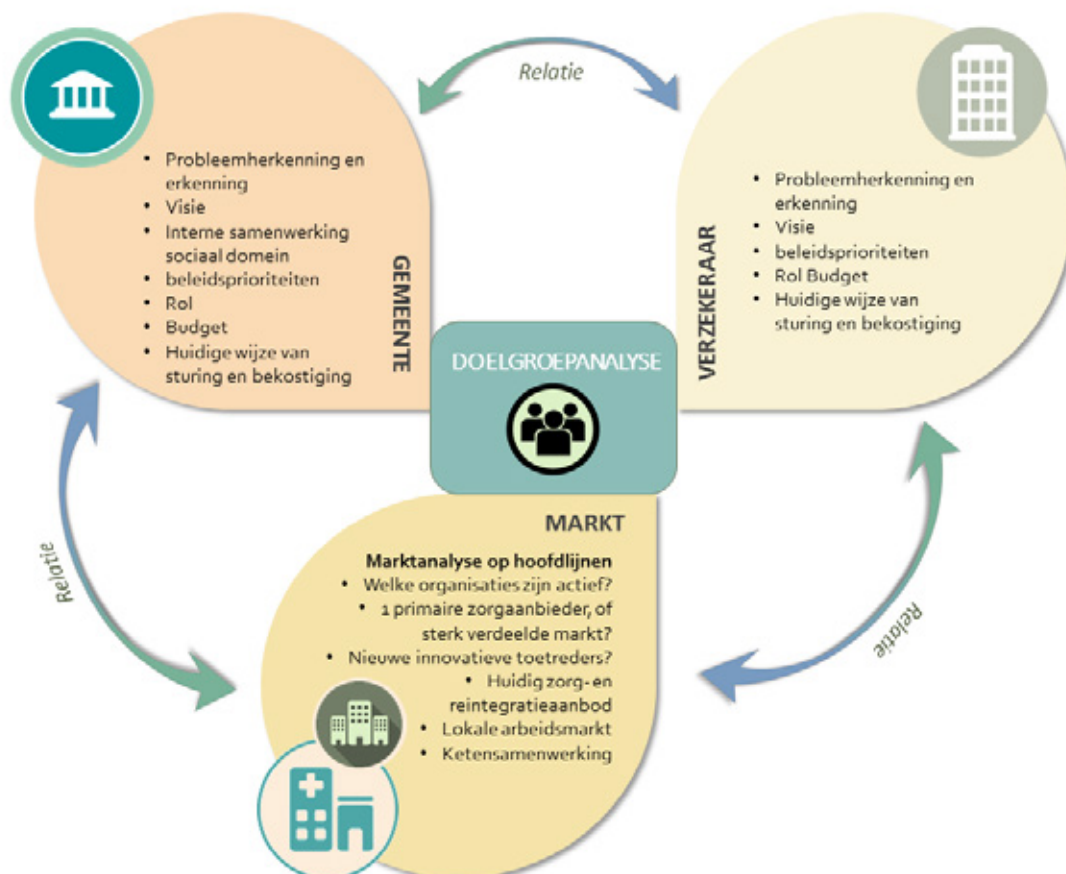 Relatie
• Probleemherkenning en
erkenning
• Visie
• Interne samenwerking
sociaal domein
• beleidsprioriteiten
• Rol
• Budget
• Huidige wijze van
sturing en bekostiging
GEMEENTE
• Probleemherkenning en
erkenning
• Visie
• beleidsprioriteiten
• Rol Budget
• Huidige wijze van
sturing en bekostiging
VERZEKERAAR
DOELGROEPANALYSE
MARKT
Marktanalyse op hoofdlijnen
• Welke organisaties zijn actief?
• 1 primaire zorgaanbieder, of
sterk verdeelde markt?
• Nieuwe innovatieve toetreders?
• Huidig zorg- en
reintegratieaanbod
• Lokale arbeidsmarkt
• Ketensamenwerking
Relatie
Relatie